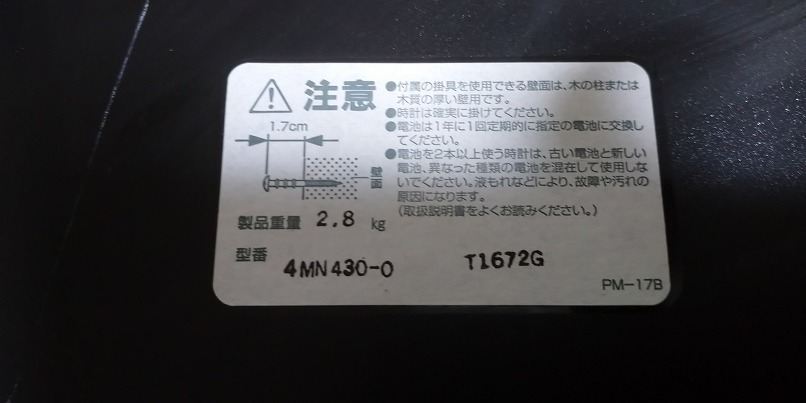 注意
1.7cm
壁面
製品重量 2.8 kg
型番 4MN430-0 T1672G
●付属の掛具を使用できる壁面は、木の柱または
木質の厚い壁用です。
●時計は確実に掛けてください。
●電池は1年に1回定期的に指定の電池に交換し
てください。
●電池を2本以上使う時計は、古い電池と新しい
電池、異なった種類の電池を混在して使用しな
いでください。液もれなどにより、故障や汚れの
原因になります。
(取扱説明書をよくお読みください。)
PM-17B